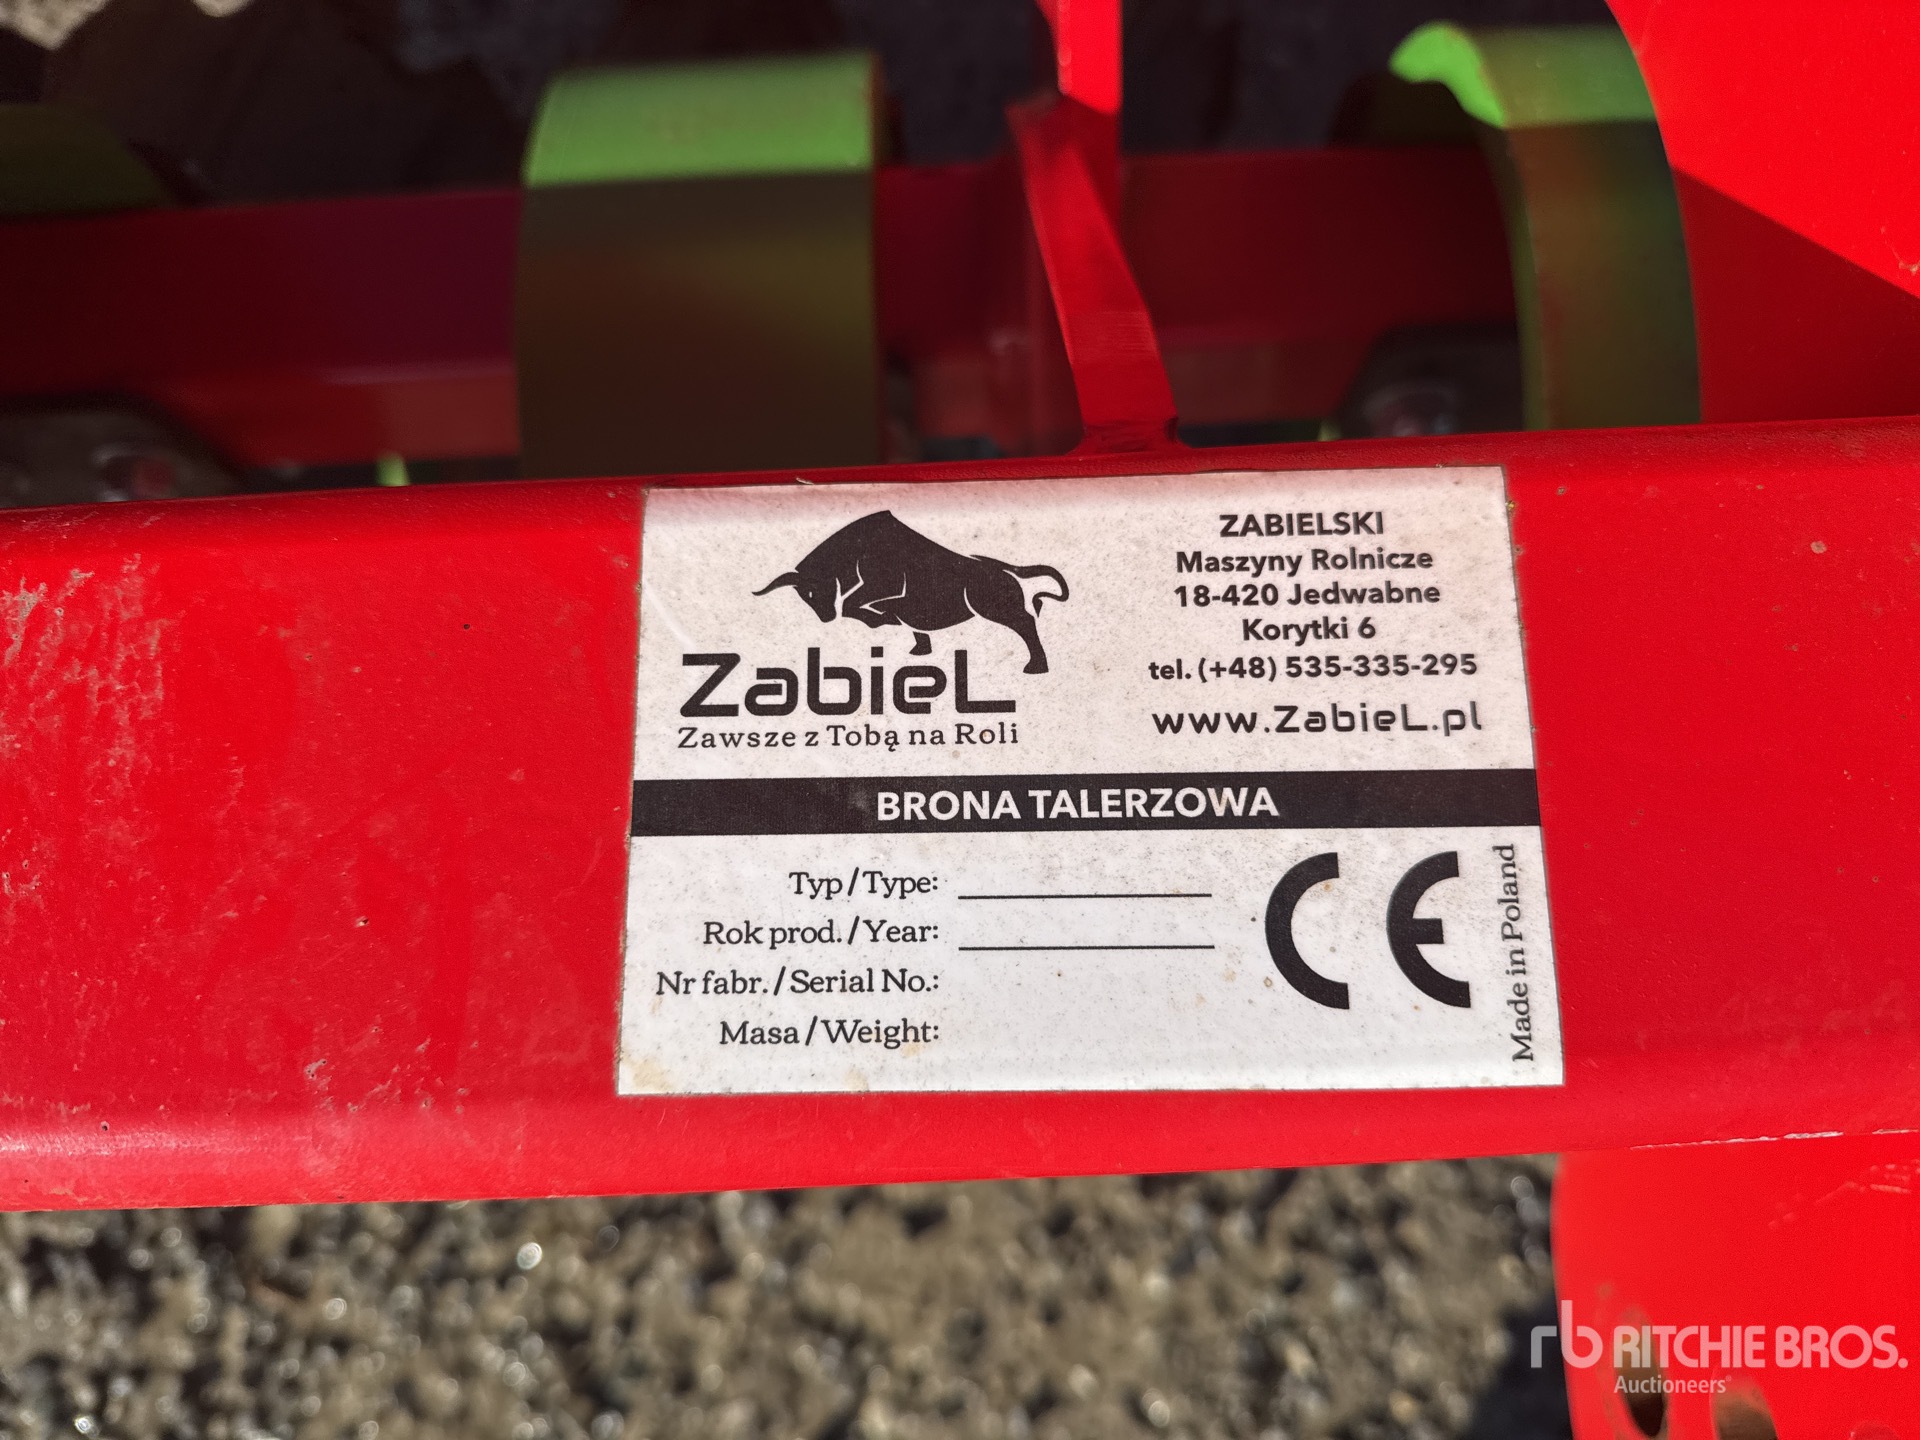 ZabieL
Zawsze z Tobą na Roli
ZABIELSKI
Maszyny Rolnicze
18-420 Jedwabne
Korytki 6
tel. (+48) 535-335-295
www.ZabieL.pl
BRONA TALERZOWA
Typ/Type:
Rok prod./Year:
Nr fabr./Serial No.:
Masa/Weight:
CE
Made in Poland
rb RITCHIE BROS.
Auctioneers